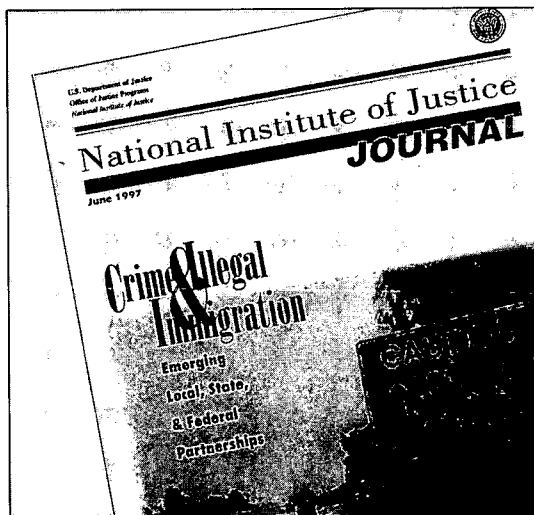 U.S. Department of Justice
Office of Justice Programs
National Institute of Justice
National Institute of Justice
JOURNAL
June 1997
Crime & Illegal
Immigration
Emerging
Local, State,
& Federal
Partnerships
CAUTION